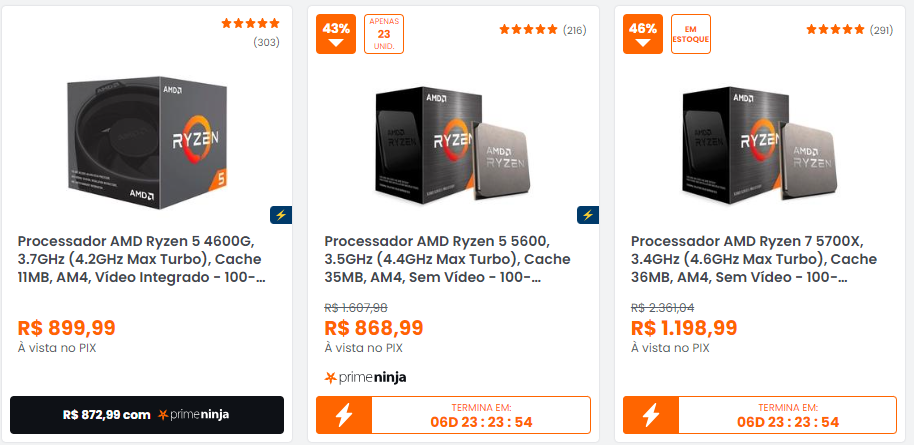 (303)
AMD
RYZEN
5
AMD
Processador AMD Ryzen 5 4600G,
3.7GHz (4.2GHz Max Turbo), Cache
11MB, AM4, Vídeo Integrado - 100-...
R$ 899,99
À vista no PIX
R$ 872,99 com primeninja
43%
APENAS
23
UNID.
(216)
AMD
RYZEN
AMD
RYZEN
Processador AMD Ryzen 5 5600,
3.5GHz (4.4GHz Max Turbo), Cache
35MB, AM4, Sem Vídeo - 100-...
R$ 1.607,98
R$ 868,99
À vista no PIX
primeninja
TERMINA EM:
06D 23 : 23 : 54
46%
EM
ESTOQUE
(291)
AMD
RYZEN
AMD
RYZEN
Processador AMD Ryzen 7 5700X,
3.4GHz (4.6GHz Max Turbo), Cache
36MB, AM4, Sem Vídeo - 100-...
R$ 2.361,04
R$ 1.198,99
À vista no PIX
TERMINA EM:
06D 23 : 23 : 54